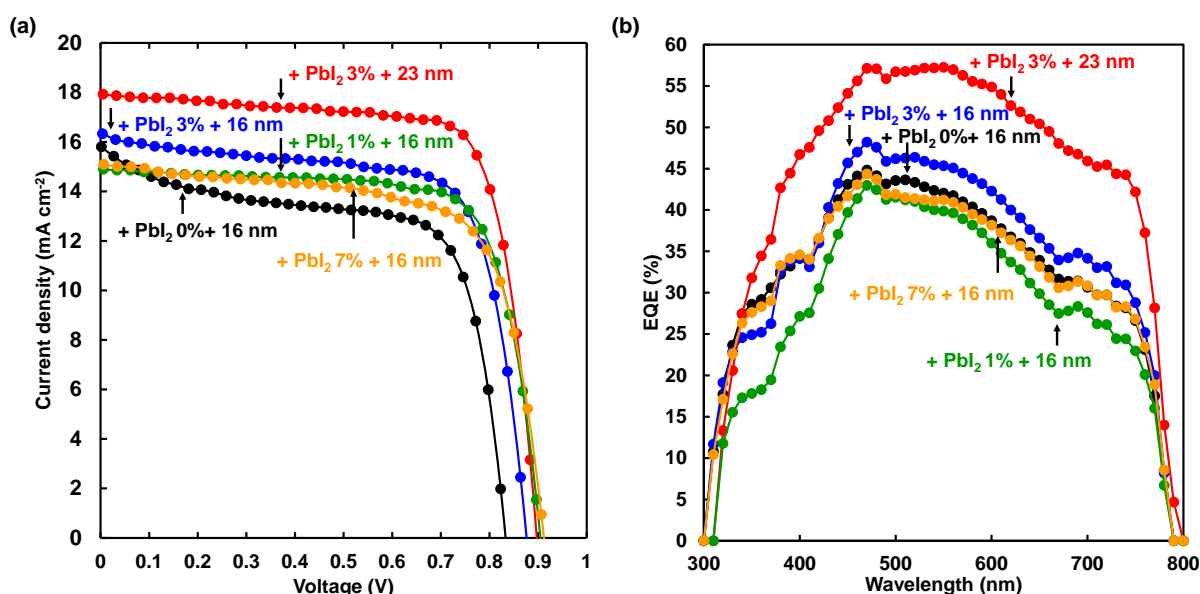 (a)
20
18
16
14
12
10
8
6
4
2
0
Current density (mA cm⁻²)
0
0.1
0.2
0.3
0.4
0.5
0.6
0.7
0.8
0.9
1
Voltage (V)
+ PbI₂ 3% + 23 nm
+ PbI₂ 3% + 16 nm
+ PbI₂ 1% + 16 nm
+ PbI₂ 0%+ 16 nm
+ PbI₂ 7% + 16 nm
(b)
60
55
50
45
40
35
30
25
20
15
10
5
0
EQE (%)
300
400
500
600
700
800
Wavelength (nm)
+ PbI₂ 3% + 23 nm
+ PbI₂ 3% + 16 nm
+ PbI₂ 0%+ 16 nm
+ PbI₂ 7% + 16 nm
+ PbI₂ 1% + 16 nm